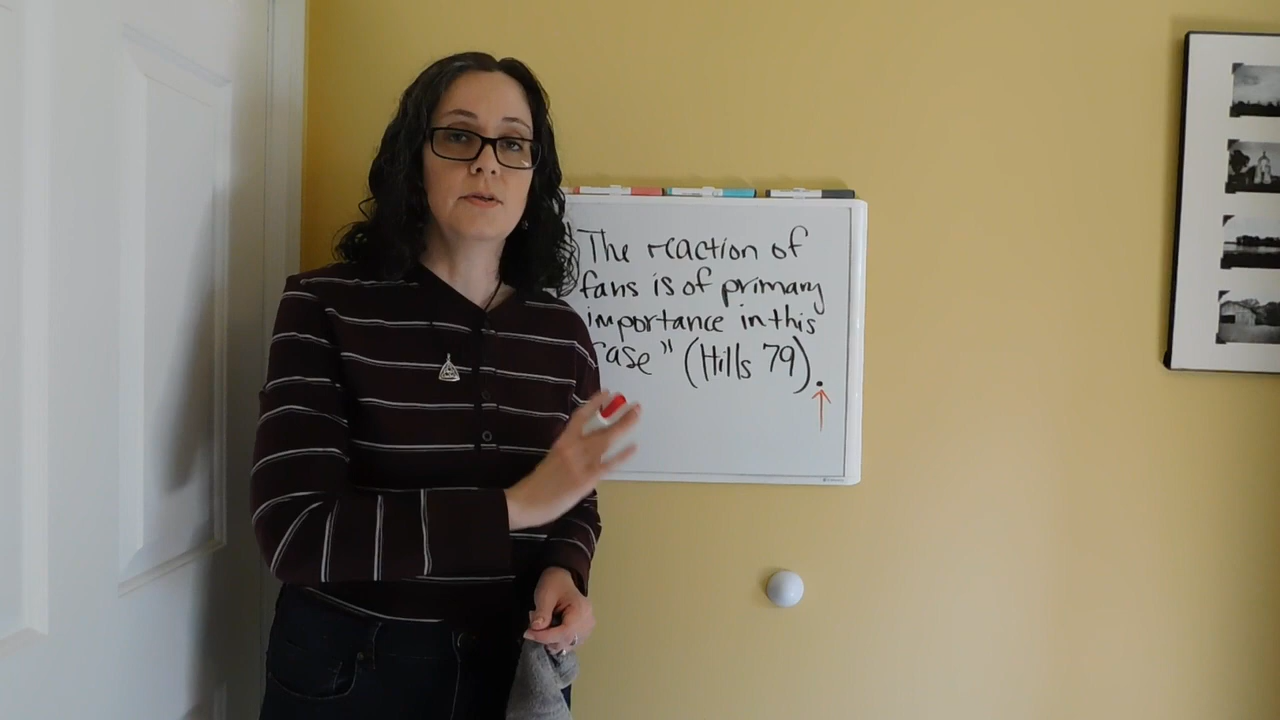 "The reaction of
fans is of primary
importance in this
case" (Hills 79).